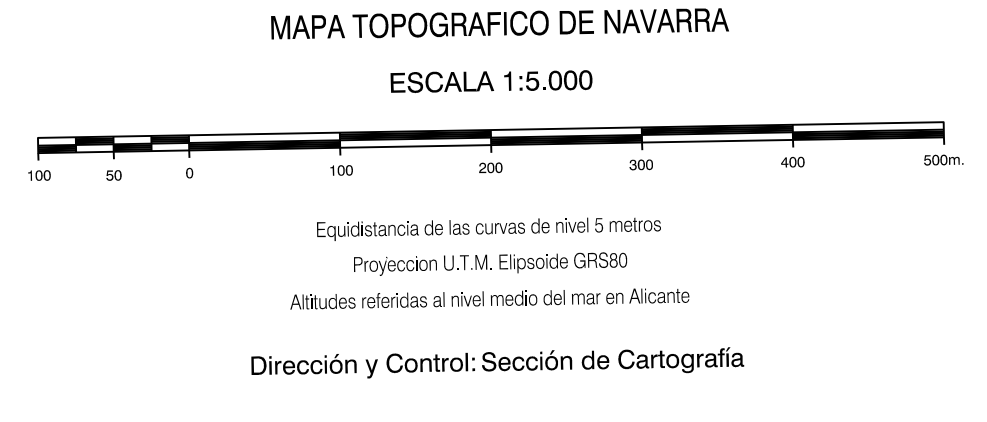 MAPA TOPOGRAFICO DE NAVARRA
ESCALA 1:5.000
100 50 0 100 200 300 400 500m.
Equidistancia de las curvas de nivel 5 metros
Proyeccion U.T.M. Elipsoide GRS80
Altitudes referidas al nivel medio del mar en Alicante
Dirección y Control: Sección de Cartografía